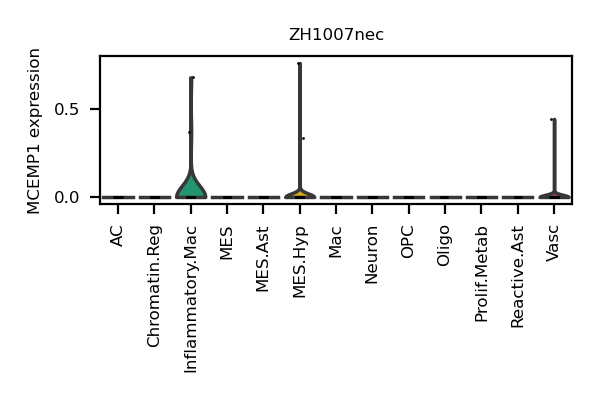 ZH1007nec
MCEMP1 expression
0.5
0.0
AC
Chromatin.Reg
Inflammatory.Mac
MES
MES.Ast
MES.Hyp
Mac
Neuron
OPC
Oligo
Prolif.Metab
Reactive.Ast
Vasc